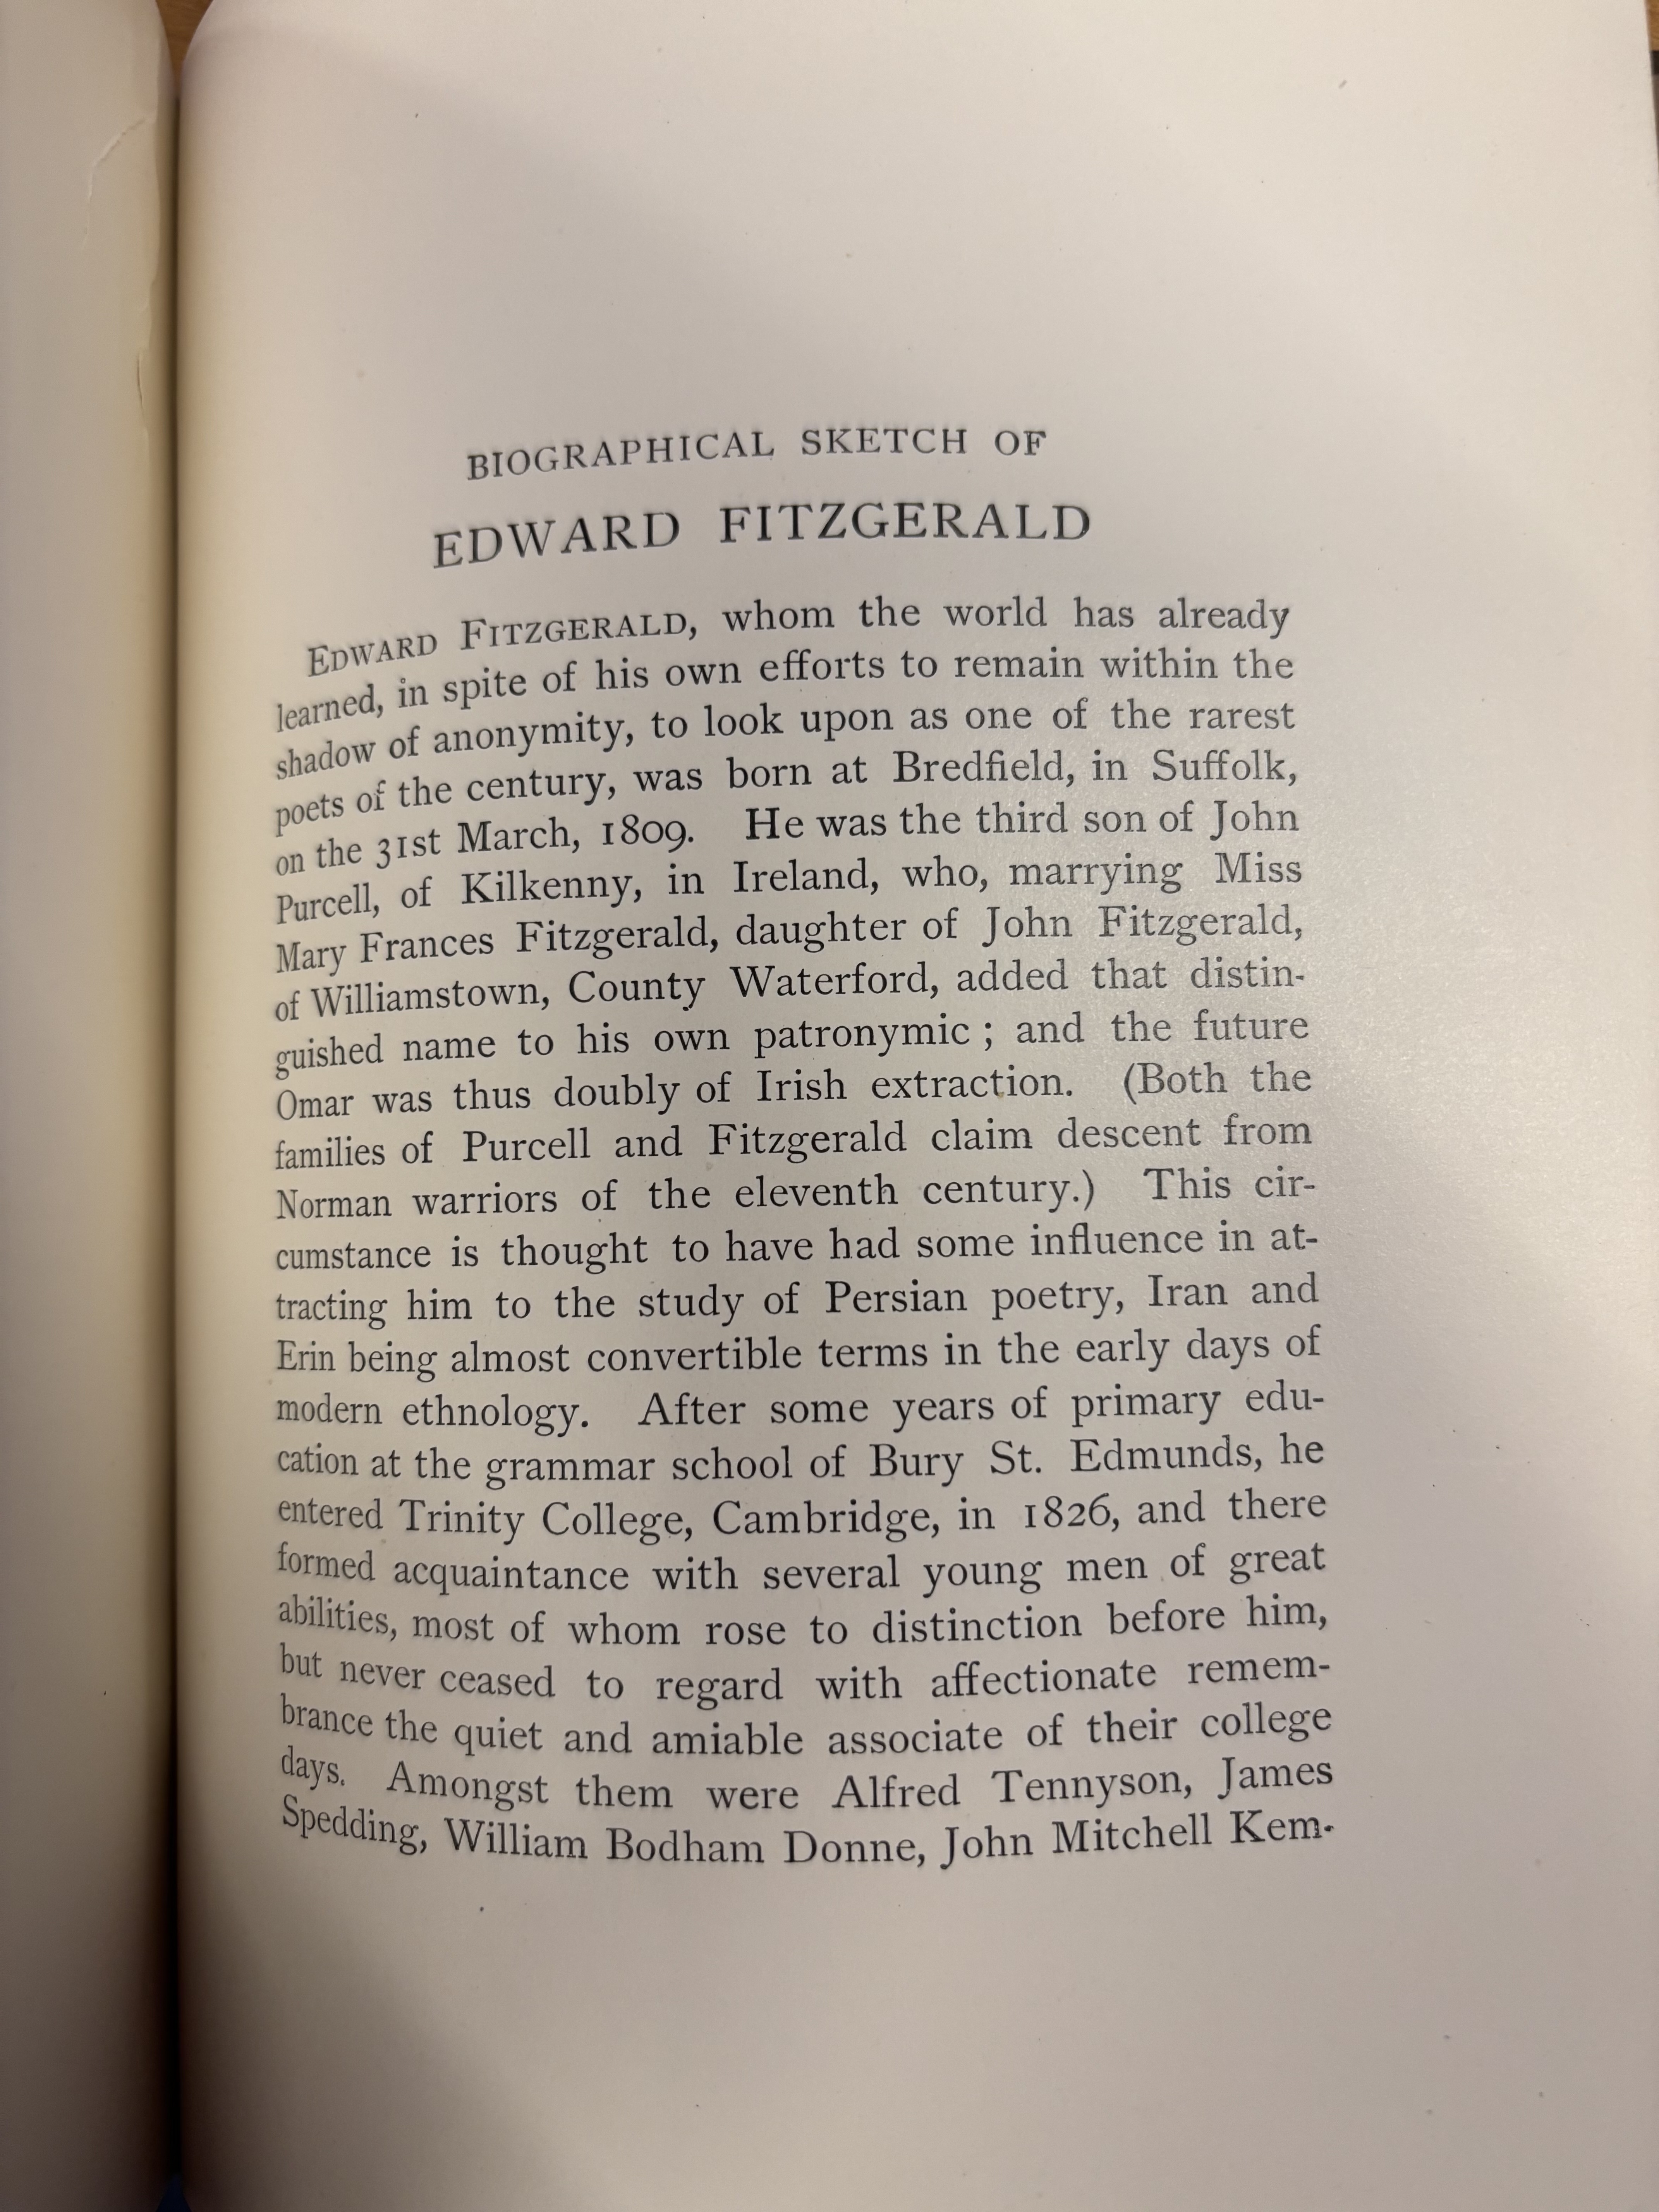 BIOGRAPHICAL SKETCH OF
EDWARD FITZGERALD
EDWARD FITZGERALD, whom the world has already
learned, in spite of his own efforts to remain within the
shadow of anonymity, to look upon as one of the rarest
poets of the century, was born at Bredfield, in Suffolk,
on the 31st March, 1809. He was the third son of John
Purcell, of Kilkenny, in Ireland, who, marrying Miss
Mary Frances Fitzgerald, daughter of John Fitzgerald,
of Williamstown, County Waterford, added that distin-
guished name to his own patronymic; and the future
Omar was thus doubly of Irish extraction. (Both the
families of Purcell and Fitzgerald claim descent from
Norman warriors of the eleventh century.) This cir-
cumstance is thought to have had some influence in at-
tracting him to the study of Persian poetry, Iran and
Erin being almost convertible terms in the early days of
modern ethnology. After some years of primary edu-
cation at the grammar school of Bury St. Edmunds, he
entered Trinity College, Cambridge, in 1826, and there
formed acquaintance with several young men of great
abilities, most of whom rose to distinction before him,
but never ceased to regard with affectionate remem-
brance the quiet and amiable associate of their college
days. Amongst them were Alfred Tennyson, James
Spedding, William Bodham Donne, John Mitchell Kem-